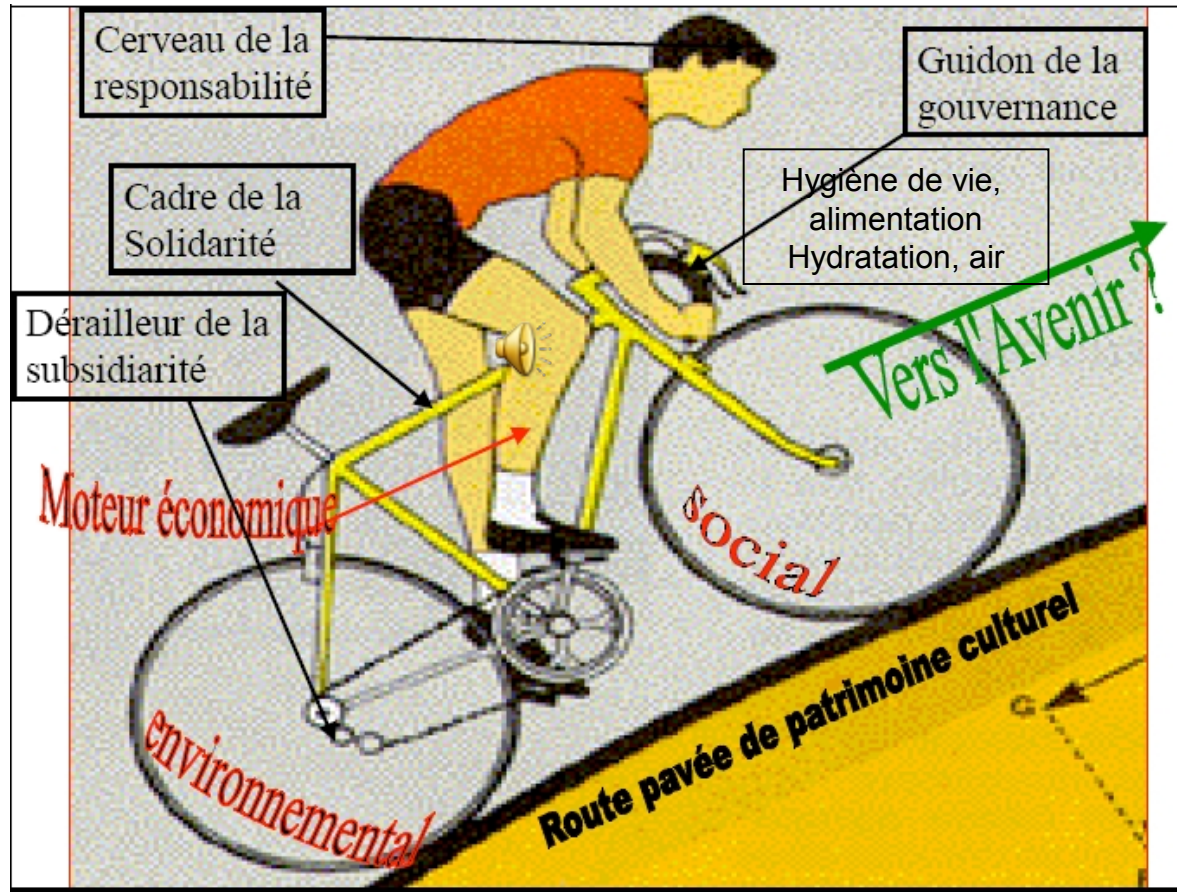 Cerveau de la
responsabilité
Guidon de la
gouvernance
Hygiène de vie,
alimentation
Hydratation, air
Cadre de la
Solidarité
Dérailleur de la
subsidiarité
Vers l'Avenir ?
Moteur économique
social
environnemental
Route pavée de patrimoine culturel
G